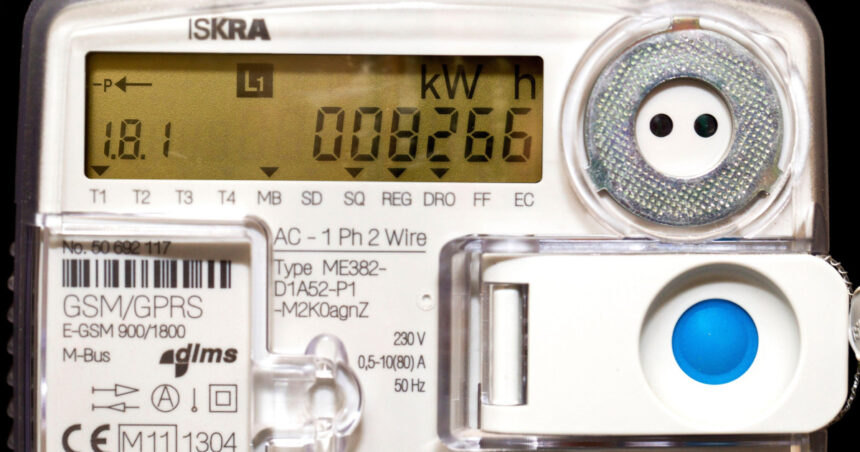 ISKRA
-P L1 kW h
1.8.1 008266
T1 T2 T3 T4 MB SD SQ REG DRO FF EC
AC - 1 Ph 2 Wire
Type ME382-
D1A52-P1
-M2K0agnZ
230 V
0,5-10(80) A
50 Hz
No. 50 692 117
GSM/GPRS
E-GSM 900/1800
M-Bus dlms
A
CE M11 1304